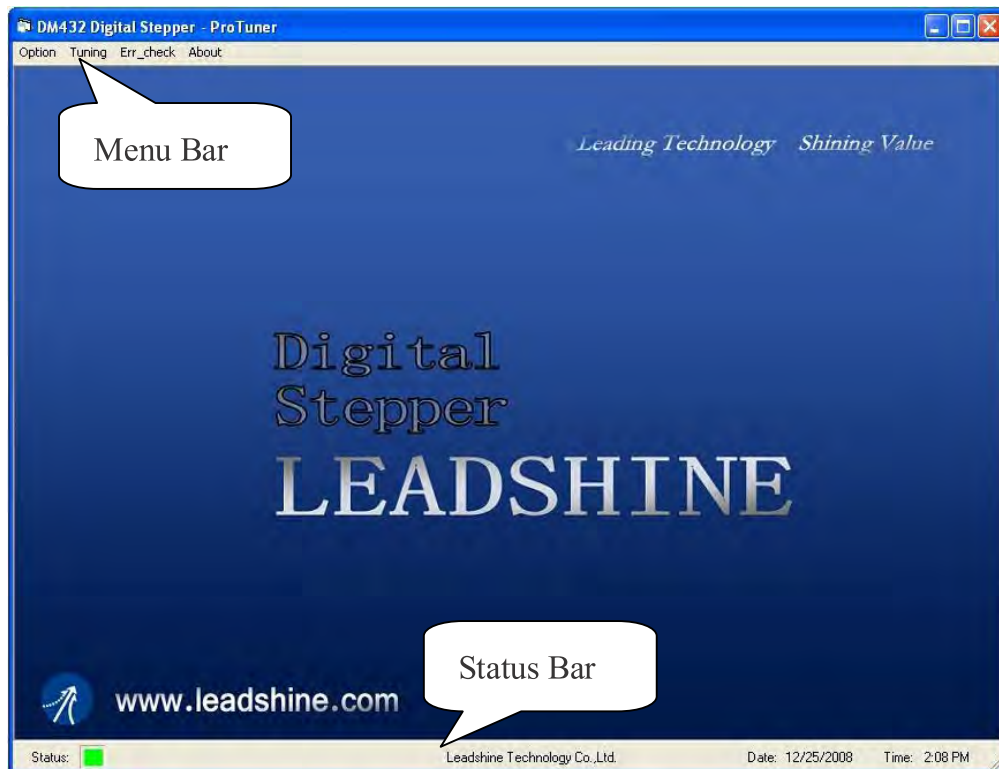 DM432 Digital Stepper - ProTuner
Option Tuning Err_check About
Menu Bar
Leading Technology Shining Value
Digital
Stepper
LEADSHINE
Status Bar
www.leadshine.com
Status: Leadshine Technology Co.,Ltd. Date: 12/25/2008 Time: 2:08 PM